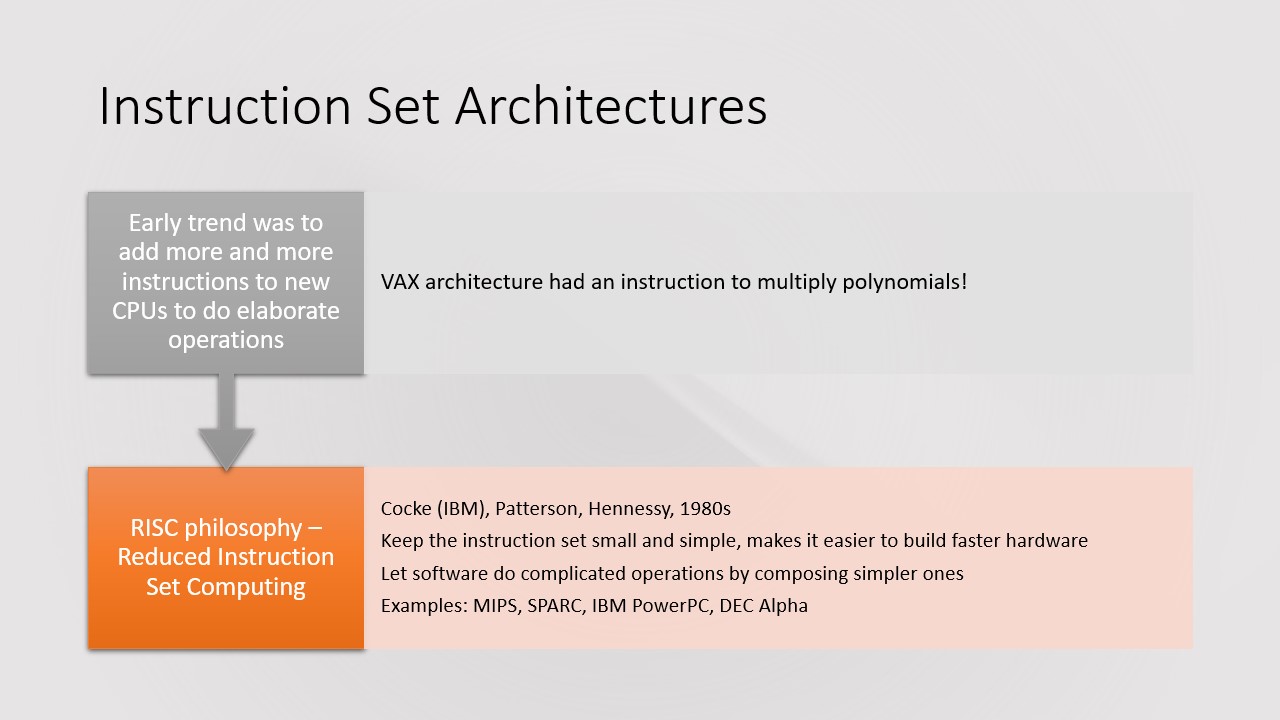 Instruction Set Architectures
Early trend was to
add more and more
instructions to new
CPUs to do elaborate
operations
VAX architecture had an instruction to multiply polynomials!
RISC philosophy –
Reduced Instruction
Set Computing
Cocke (IBM), Patterson, Hennessy, 1980s
Keep the instruction set small and simple, makes it easier to build faster hardware
Let software do complicated operations by composing simpler ones
Examples: MIPS, SPARC, IBM PowerPC, DEC Alpha